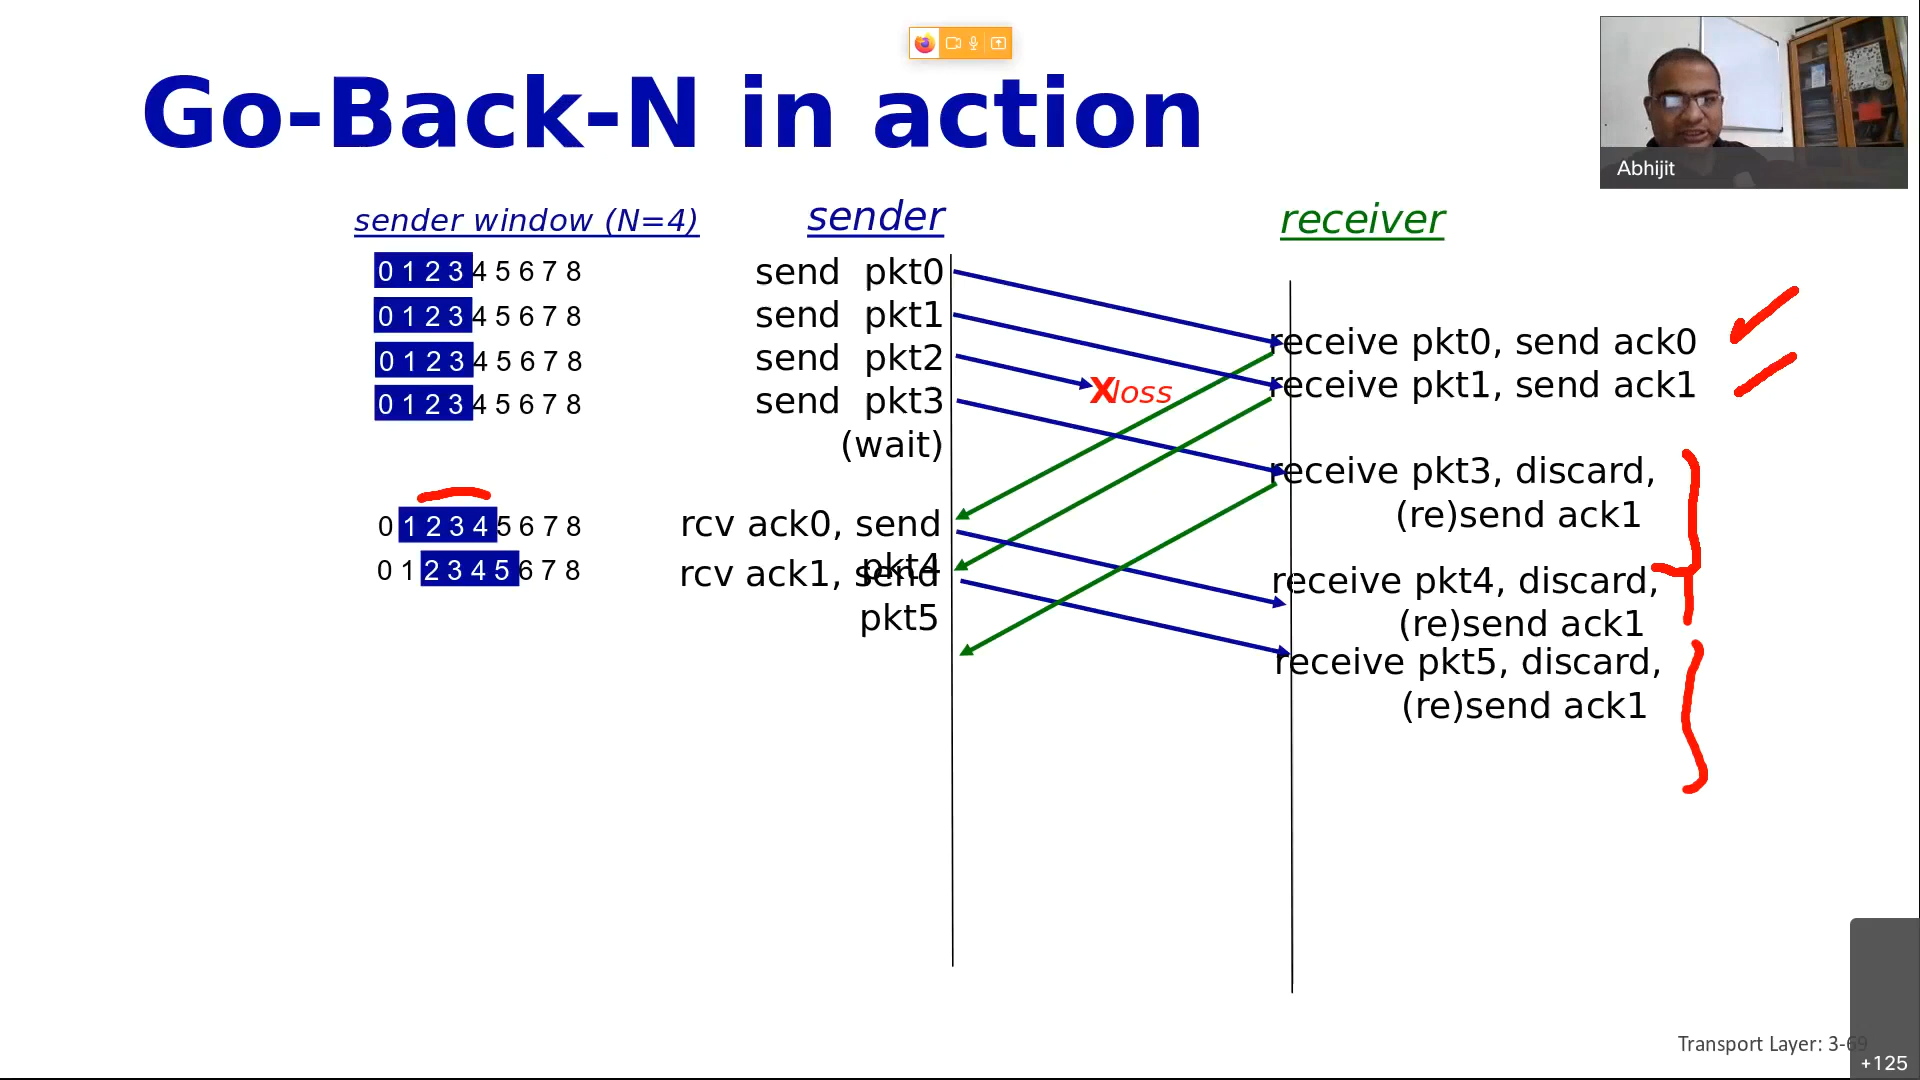 Go-Back-N in action
Abhijit
sender window (N=4)
sender
receiver
0 1 2 3 4 5 6 7 8
send pkt0
0 1 2 3 4 5 6 7 8
send pkt1
0 1 2 3 4 5 6 7 8
send pkt2
0 1 2 3 4 5 6 7 8
send pkt3
(wait)
Xloss
receive pkt0, send ack0
receive pkt1, send ack1
receive pkt3, discard,
(re)send ack1
0 1 2 3 4 5 6 7 8
rcv ack0, send
pkt4
0 1 2 3 4 5 6 7 8
rcv ack1, send
pkt5
receive pkt4, discard,
(re)send ack1
receive pkt5, discard,
(re)send ack1
Transport Layer: 3-69
+125